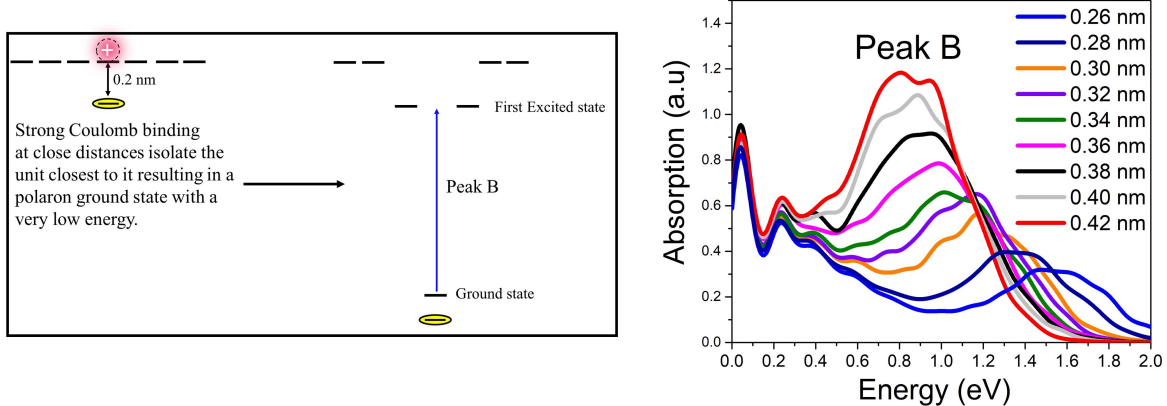 +
0.2 nm
Strong Coulomb binding
at close distances isolate the
unit closest to it resulting in a
polaron ground state with a
very low energy.
First Excited state
Peak B
Ground state
Absorption (a.u)
1.4
1.2
1.0
0.8
0.6
0.4
0.2
0.0
Peak B
0.26 nm
0.28 nm
0.30 nm
0.32 nm
0.34 nm
0.36 nm
0.38 nm
0.40 nm
0.42 nm
0.0 0.2 0.4 0.6 0.8 1.0 1.2 1.4 1.6 1.8 2.0
Energy (eV)